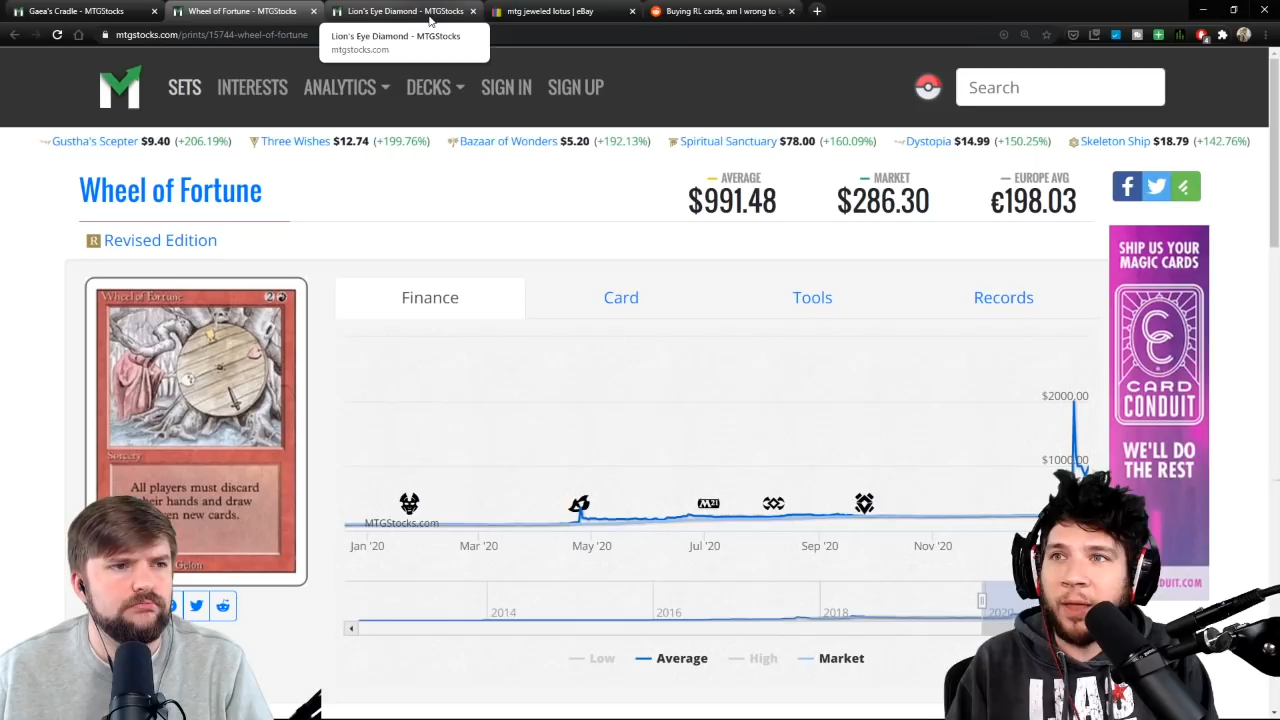 Gaea's Cradle - MTGStocks
Wheel of Fortune - MTGStocks
Lion's Eye Diamond - MTGStocks
mtg jeweled lotus | eBay
Buying RL cards, am I wrong to
mtgstocks.com/prints/15744-wheel-of-fortune
Lion's Eye Diamond - MTGStocks
mtgstocks.com
SETS INTERESTS ANALYTICS DECKS SIGN IN SIGN UP
Search
Gustha's Scepter $9.40 (+206.19%) Three Wishes $12.74 (+199.76%) Bazaar of Wonders $5.20 (+192.13%) Spiritual Sanctuary $78.00 (+160.09%) Dystopia $14.99 (+150.25%) Skeleton Ship $18.79 (+142.76%)
Wheel of Fortune
AVERAGE
$991.48
MARKET
$286.30
EUROPE AVG
€198.03
R Revised Edition
Finance Card Tools Records
Wheel of Fortune
Sorcery
All players must discard
their hands and draw
seven new cards.
Gelon
$2000.00
$1000.00
M21
MTGStocks.com
Jan '20 Mar '20 May '20 Jul '20 Sep '20 Nov '20
2014 2016 2018 2020
Low Average High Market
SHIP US YOUR
MAGIC CARDS
CARD
CONDUIT
WE'LL DO
THE REST
DUIT.COM